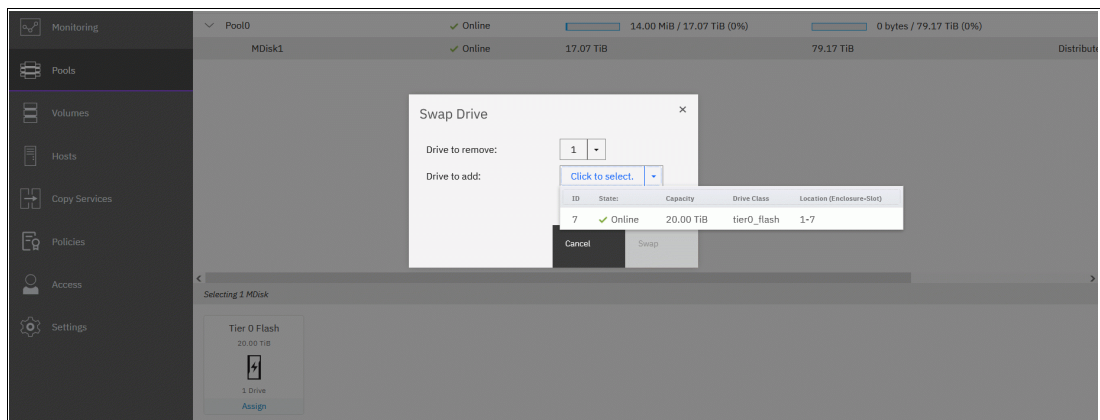 Monitoring
Pools
Volumes
Hosts
Copy Services
Policies
Access
Settings
Pool0 Online 14.00 MiB / 17.07 TiB (0%) 0 bytes / 79.17 TiB (0%)
MDisk1 Online 17.07 TiB 79.17 TiB Distribute
Swap Drive
Drive to remove: 1
Drive to add: Click to select.
ID State: Capacity Drive Class Location (Enclosure-Slot)
7 Online 20.00 TiB tier0_flash 1-7
Cancel Swap
Selecting 1 MDisk
Tier 0 Flash
20.00 TiB
1 Drive
Assign